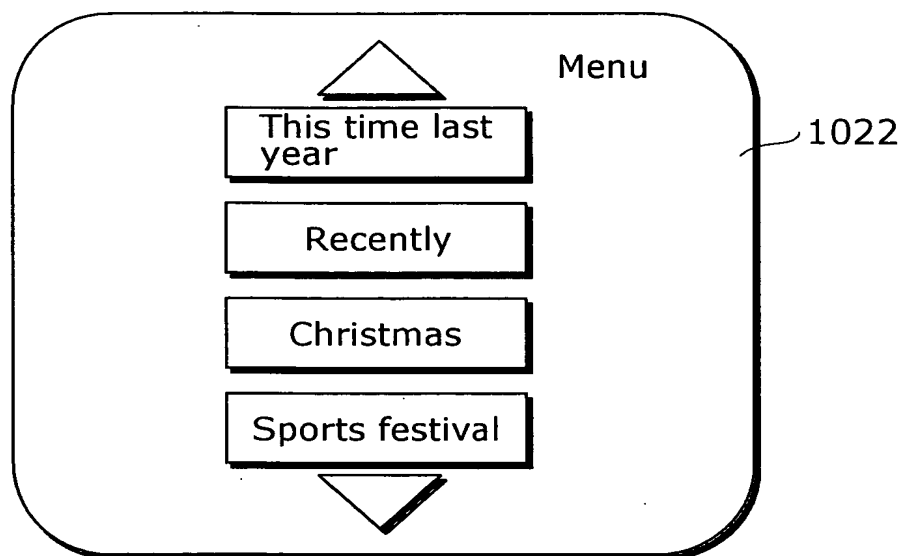 Menu
This time last
year
1022
Recently
Christmas
Sports festival